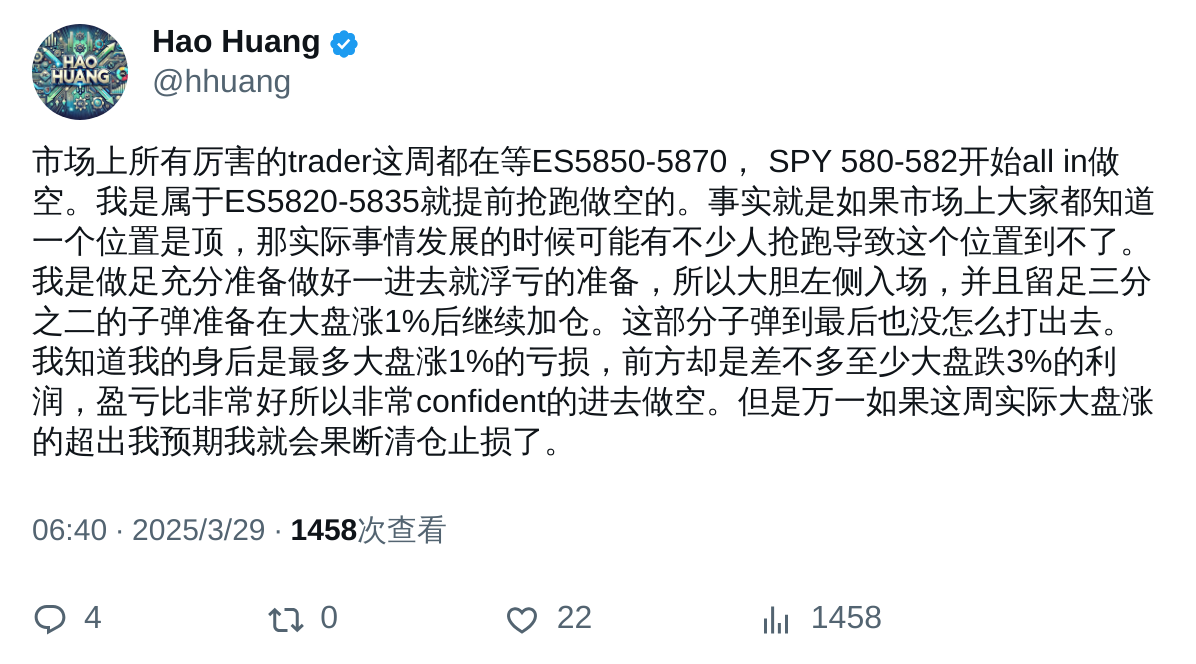 HAO
HUANG
Hao Huang
@hhuang
市场上所有厉害的trader这周都在等ES5850-5870， SPY 580-582开始all in做
空。我是属于ES5820-5835就提前抢跑做空的。事实就是如果市场上大家都知道
一个位置是顶，那实际事情发展的时候可能有不少人抢跑导致这个位置到不了。
我是做足充分准备做好一进去就浮亏的准备，所以大胆左侧入场，并且留足三分
之二的子弹准备在大盘涨1%后继续加仓。这部分子弹到最后也没怎么打出去。
我知道我的身后是最多大盘涨1%的亏损，前方却是差不多至少大盘跌3%的利
润，盈亏比非常好所以非常confident的进去做空。但是万一如果这周实际大盘涨
的超出我预期我就会果断清仓止损了。
06:40 · 2025/3/29 · 1458次查看
4 0 22 1458